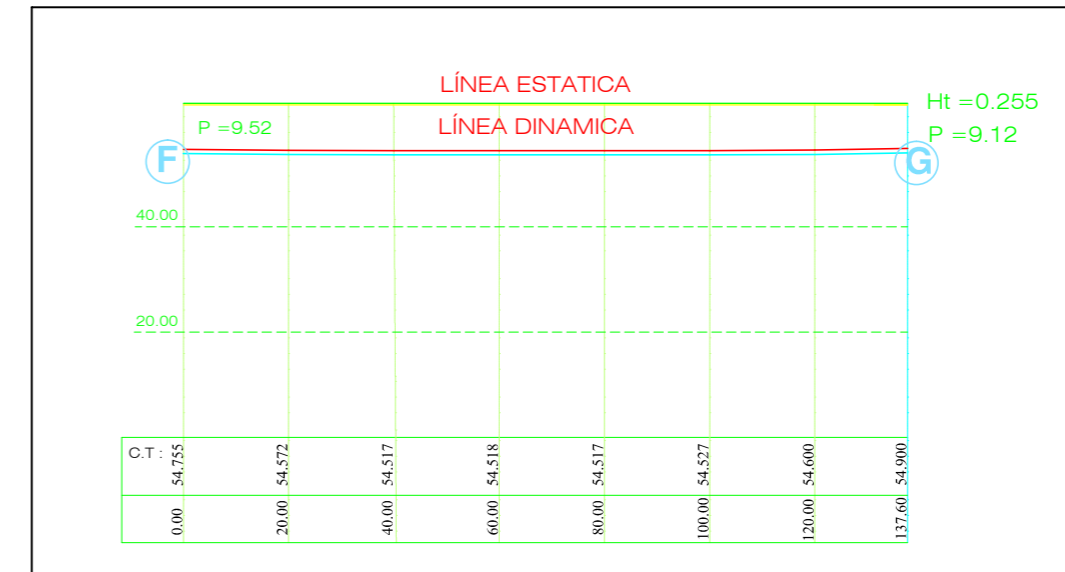 LÍNEA ESTATICA
Ht =0.255
P =9.52
LÍNEA DINAMICA
P =9.12
F
G
40.00
20.00
C.T : 54.755 54.572 54.517 54.518 54.517 54.527 54.600 54.900
0.00 20.00 40.00 60.00 80.00 100.00 120.00 137.60